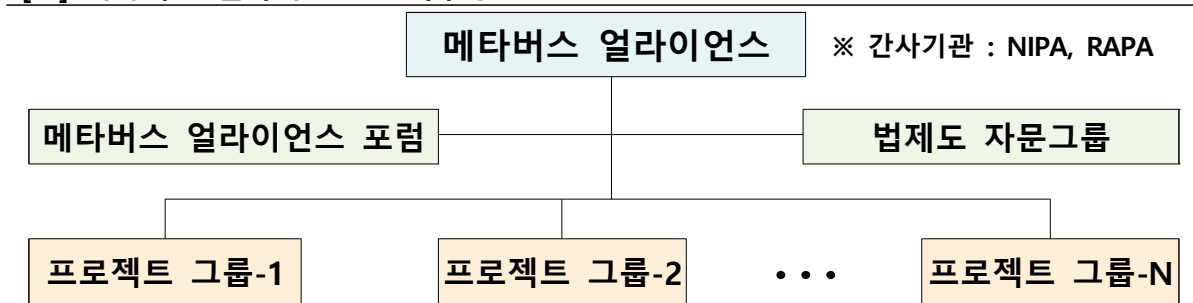 메타버스 얼라이언스 ※ 간사기관 : NIPA, RAPA
메타버스 얼라이언스 포럼 법제도 자문그룹
프로젝트 그룹-1 프로젝트 그룹-2 • • • 프로젝트 그룹-N